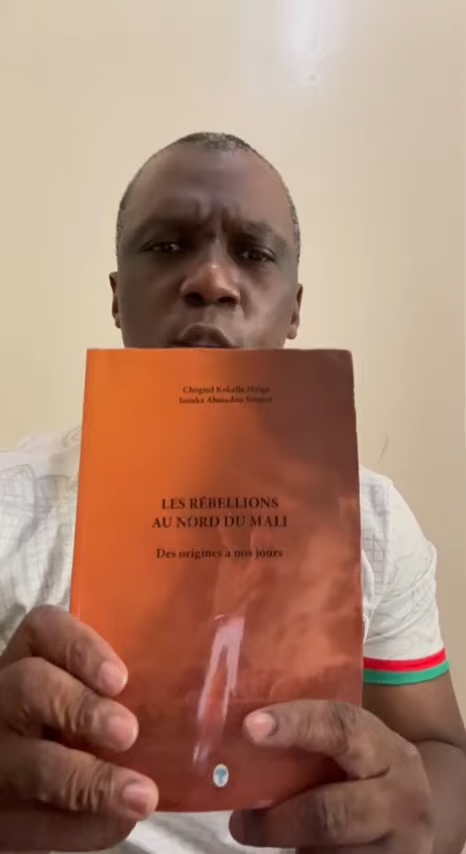 Choguel Kokalla Maïga
Issiaka Ahmadou Singaré
LES RÉBELLIONS
AU NORD DU MALI
Des origines à nos jours